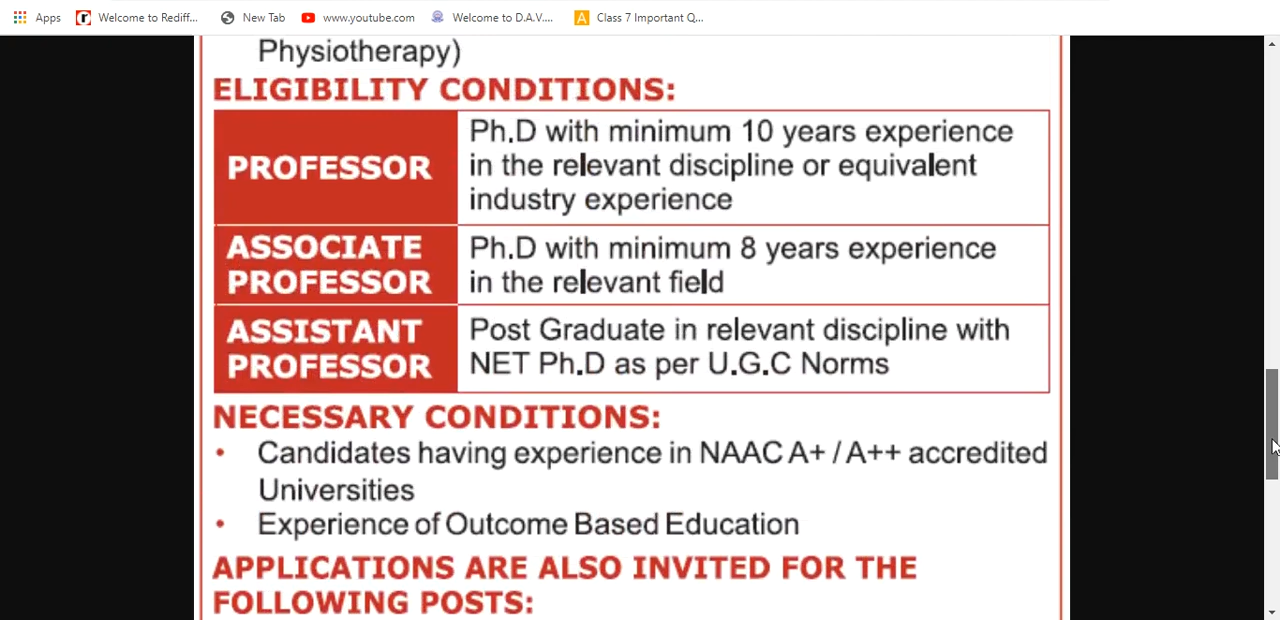 Apps Welcome to Rediff... New Tab www.youtube.com Welcome to D.A.V.... A Class 7 Important Q...
Physiotherapy)
ELIGIBILITY CONDITIONS:
PROFESSOR
Ph.D with minimum 10 years experience
in the relevant discipline or equivalent
industry experience
ASSOCIATE
PROFESSOR
Ph.D with minimum 8 years experience
in the relevant field
ASSISTANT
PROFESSOR
Post Graduate in relevant discipline with
NET Ph.D as per U.G.C Norms
NECESSARY CONDITIONS:
• Candidates having experience in NAAC A+ / A++ accredited
Universities
• Experience of Outcome Based Education
APPLICATIONS ARE ALSO INVITED FOR THE
FOLLOWING POSTS: